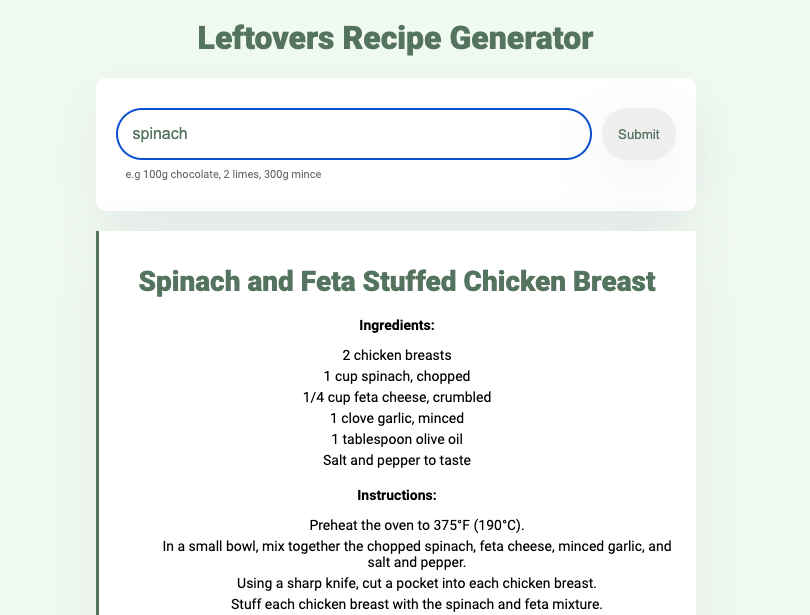 Leftovers Recipe Generator
spinach
Submit
e.g 100g chocolate, 2 limes, 300g mince
Spinach and Feta Stuffed Chicken Breast
Ingredients:
2 chicken breasts
1 cup spinach, chopped
1/4 cup feta cheese, crumbled
1 clove garlic, minced
1 tablespoon olive oil
Salt and pepper to taste
Instructions:
Preheat the oven to 375°F (190°C).
In a small bowl, mix together the chopped spinach, feta cheese, minced garlic, and
salt and pepper.
Using a sharp knife, cut a pocket into each chicken breast.
Stuff each chicken breast with the spinach and feta mixture.